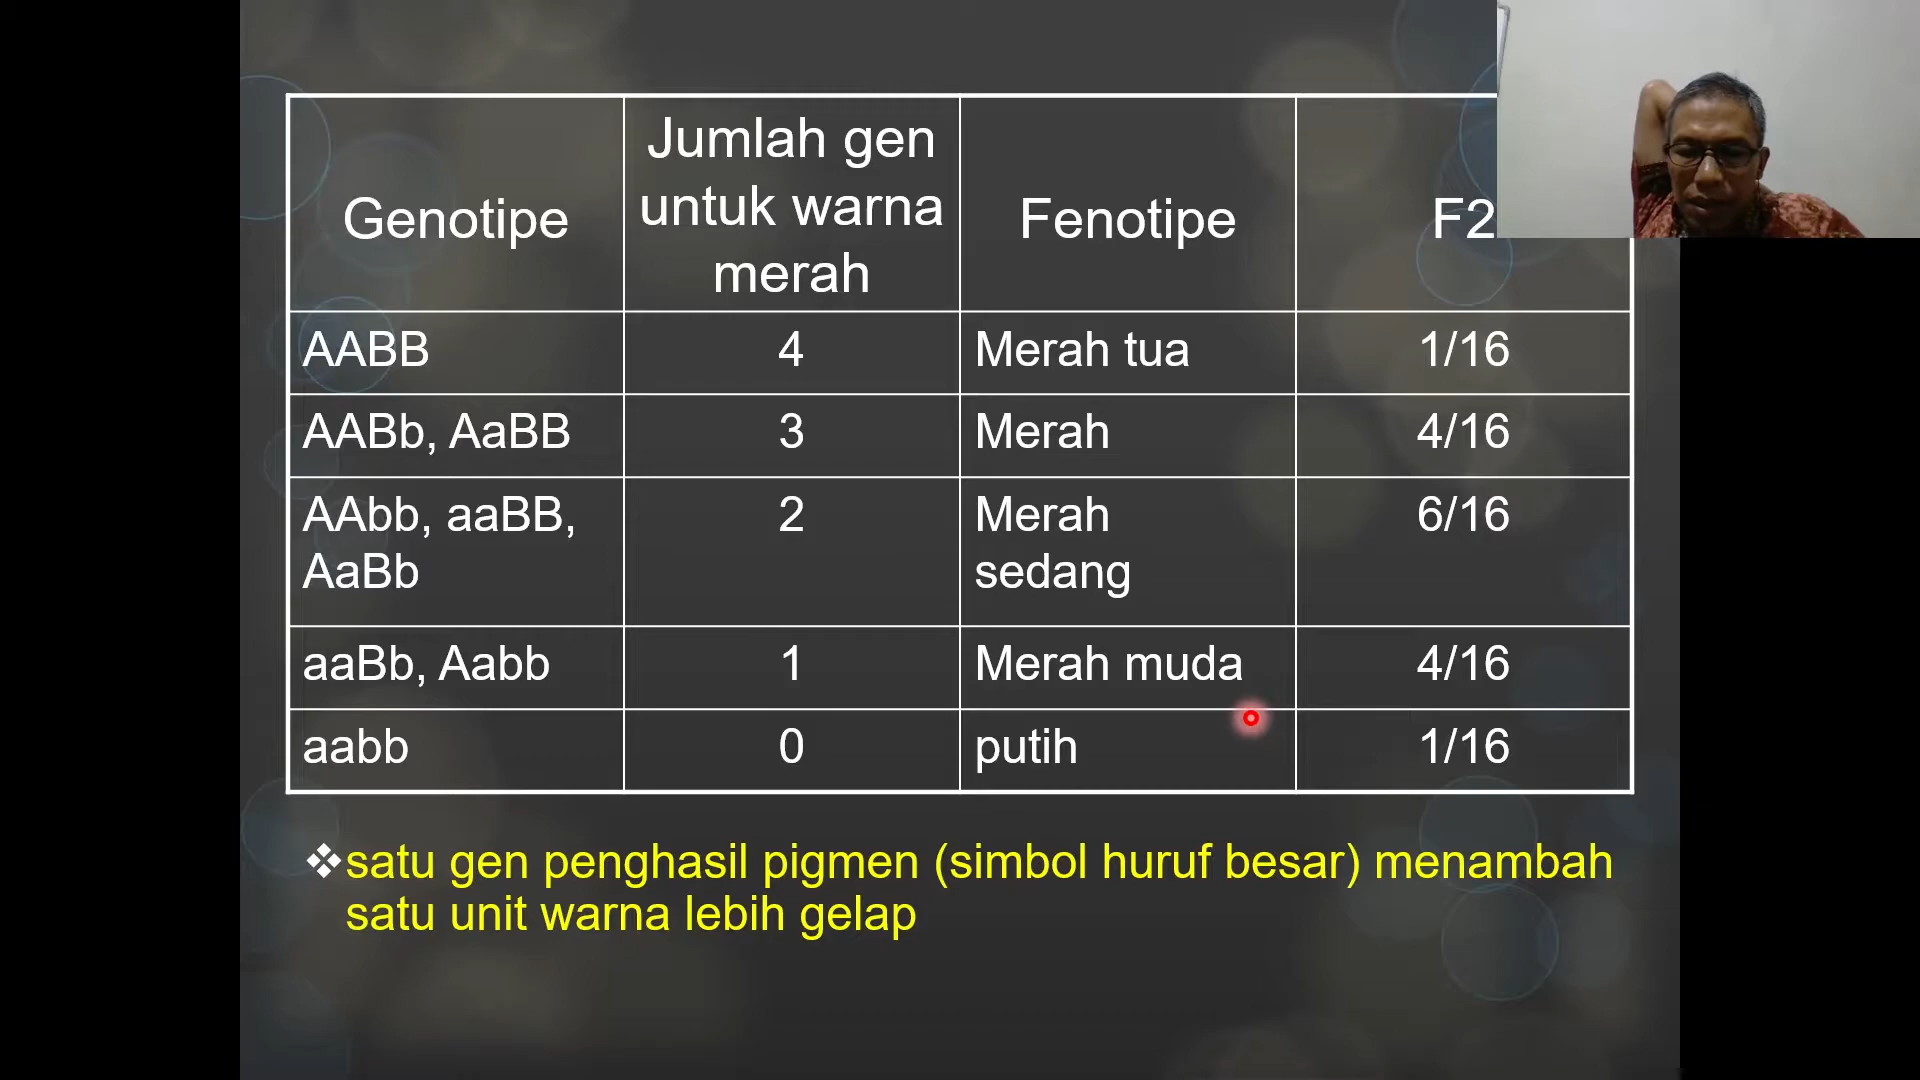 Genotipe
Jumlah gen
untuk warna
merah
Fenotipe
F2
AABB
4
Merah tua
1/16
AABb, AaBB
3
Merah
4/16
AAbb, aaBB,
AaBb
2
Merah
sedang
6/16
aaBb, Aabb
1
Merah muda
4/16
aabb
0
putih
1/16
❖satu gen penghasil pigmen (simbol huruf besar) menambah
satu unit warna lebih gelap